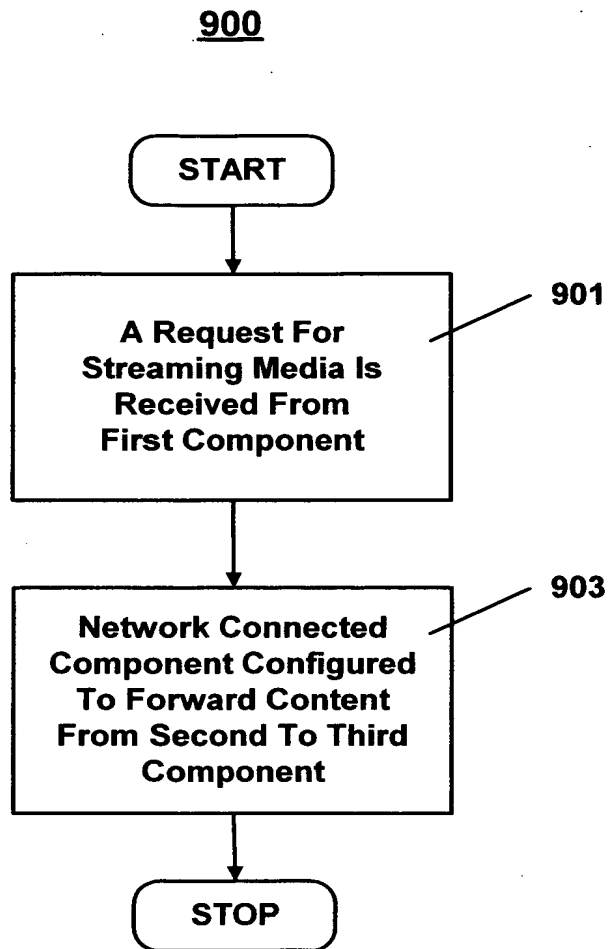 900
START
901
A Request For
Streaming Media Is
Received From
First Component
903
Network Connected
Component Configured
To Forward Content
From Second To Third
Component
STOP